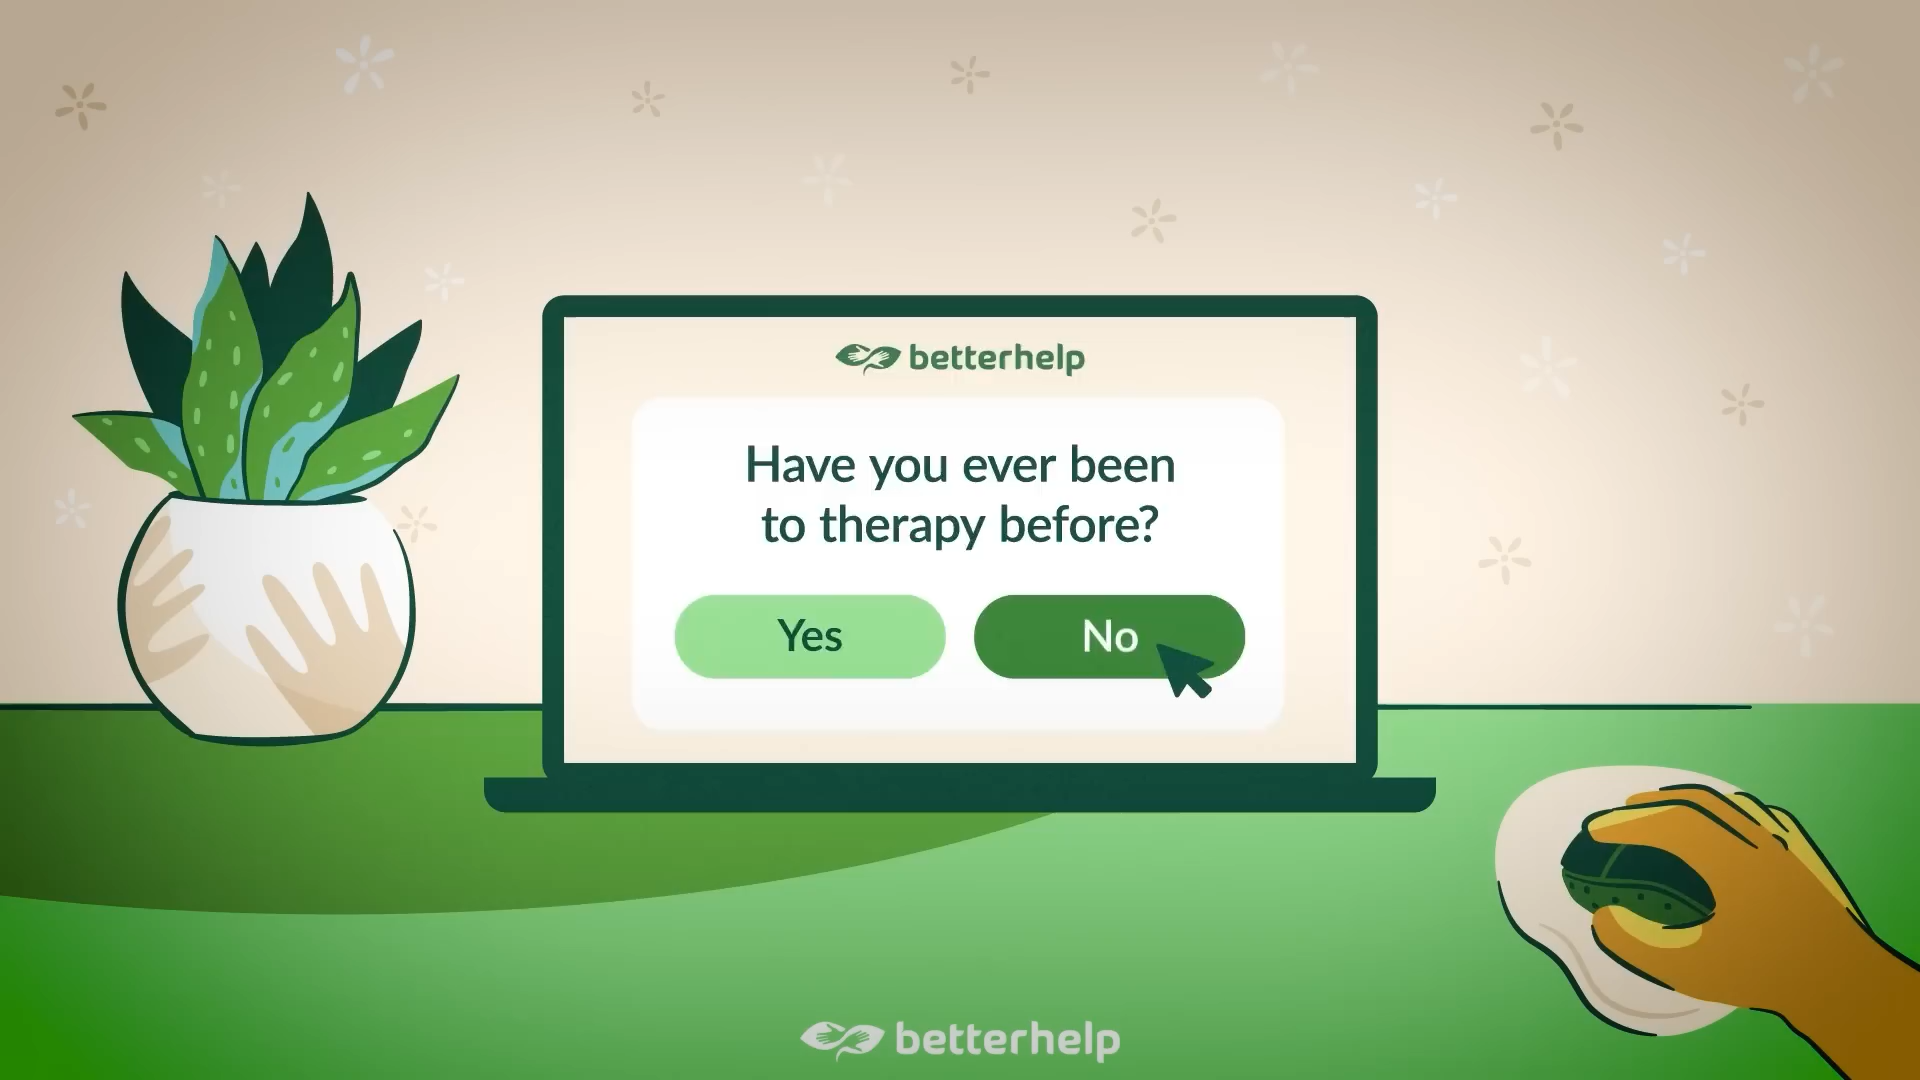 betterhelp
Have you ever been
to therapy before?
Yes
No
betterhelp